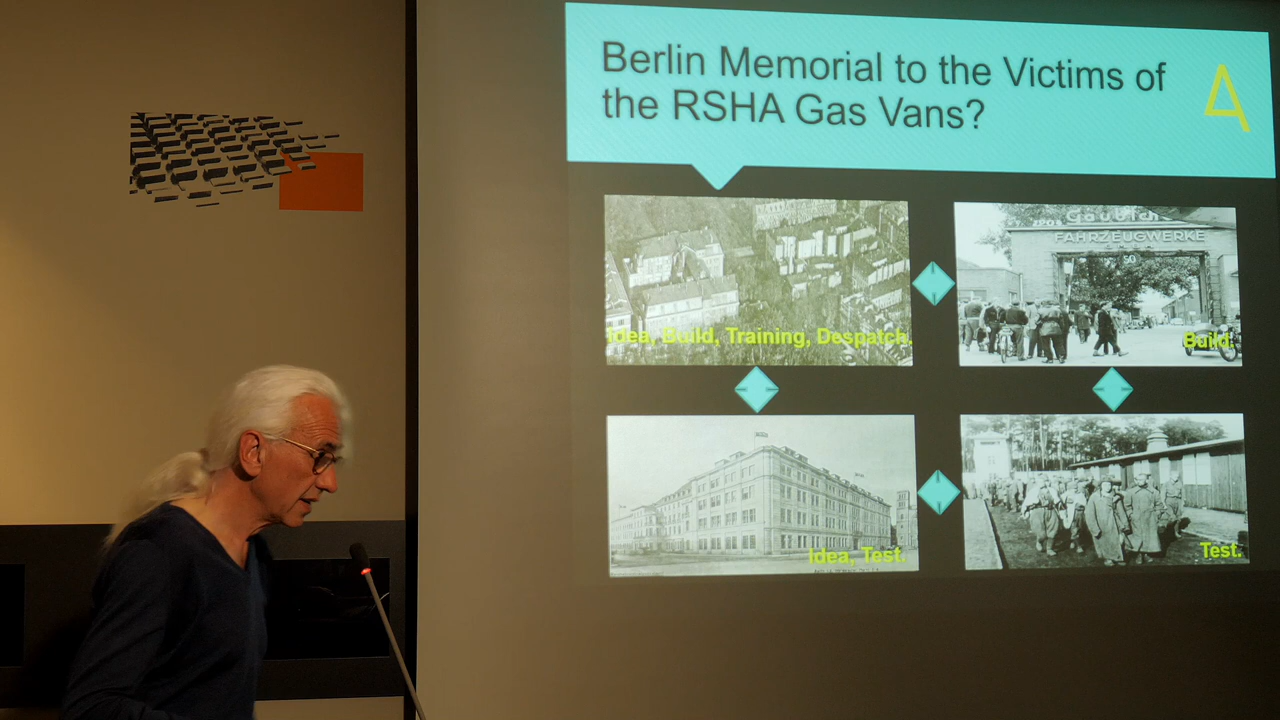 Berlin Memorial to the Victims of
the RSHA Gas Vans?
Idea, Build, Training, Despatch.
Gaubschat
FAHRZEUGWERKE
Build.
Idea, Test.
Test.